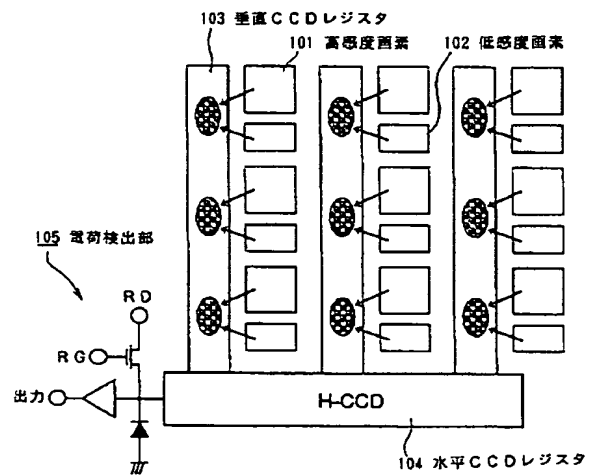 103 垂直CCDレジスタ
101 高感度画素
102 低感度画素
105 電荷検出部
RD
RG
出力
H-CCD
104 水平CCDレジスタ